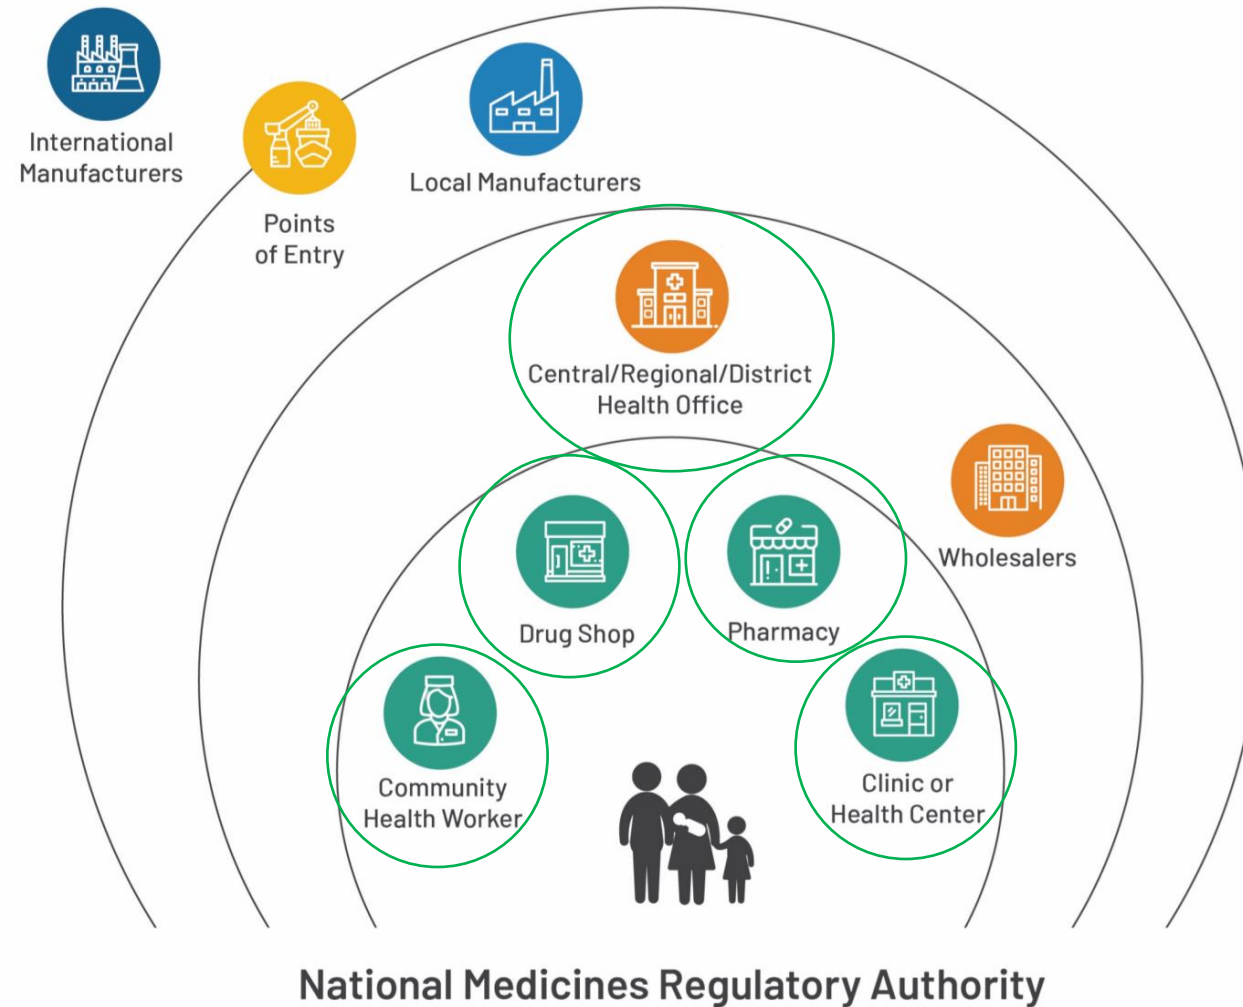 International
Manufacturers
Points
of Entry
Local Manufacturers
Central/Regional/District
Health Office
Wholesalers
Drug Shop
Pharmacy
Community
Health Worker
Clinic or
Health Center
National Medicines Regulatory Authority